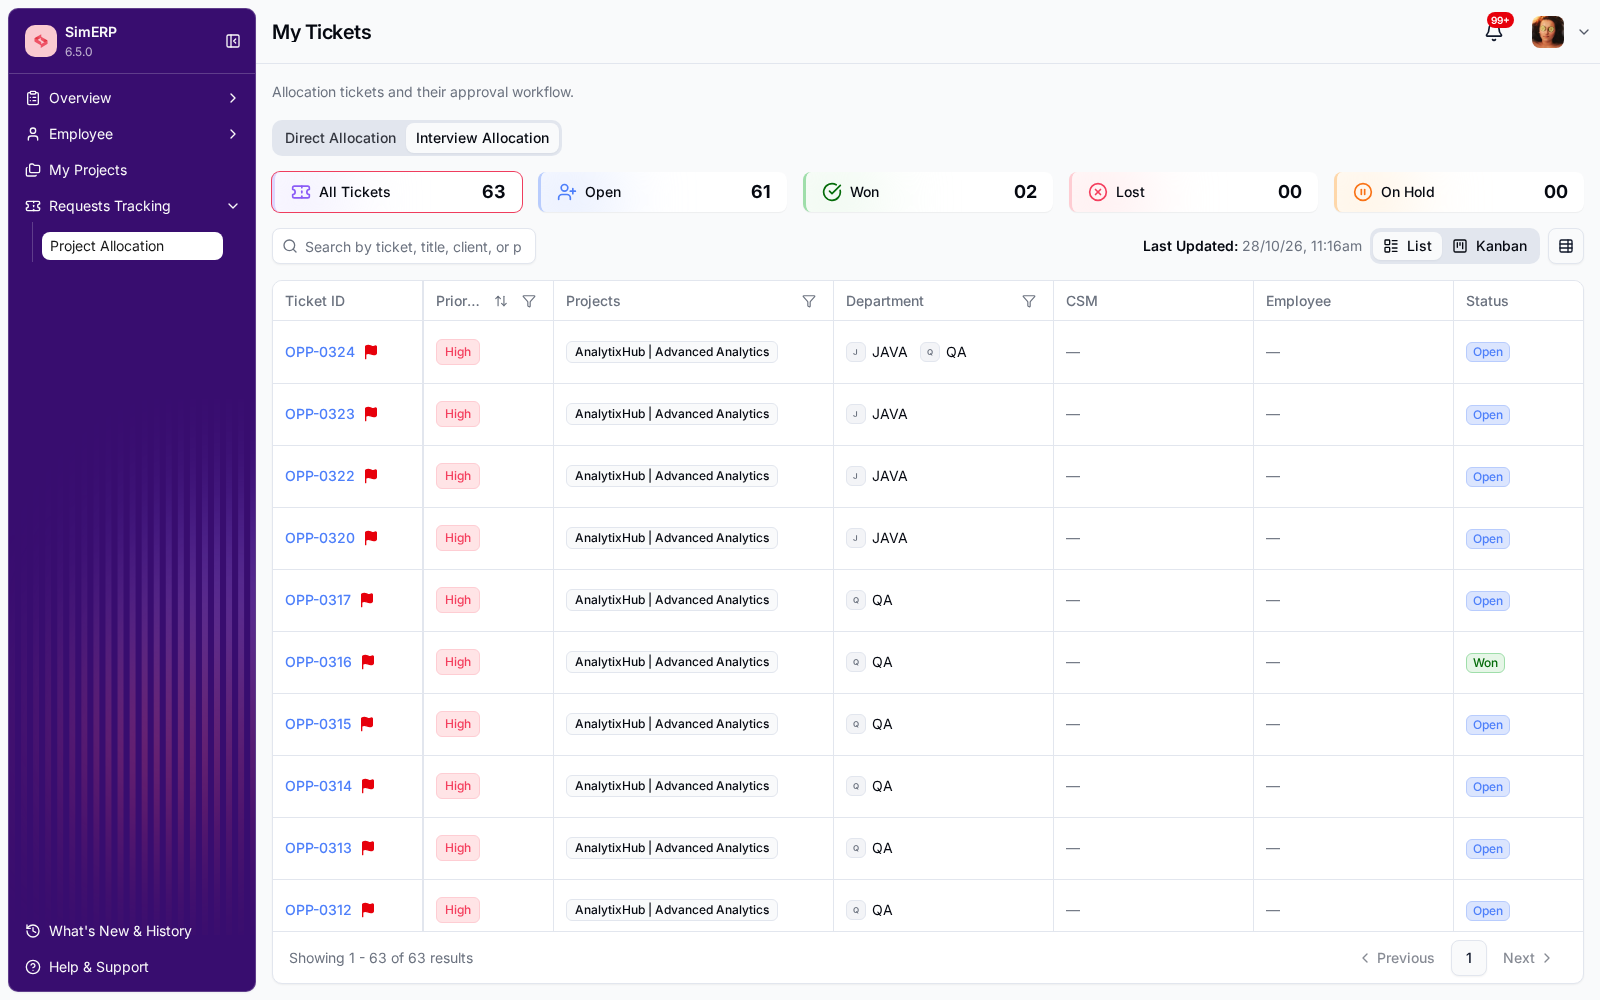 SimERP
6.5.0
Overview
Employee
My Projects
Requests Tracking
Project Allocation
What's New & History
Help & Support
My Tickets
99+
Allocation tickets and their approval workflow.
Direct Allocation Interview Allocation
All Tickets 63 Open 61 Won 02 Lost 00 On Hold 00
Search by ticket, title, client, or p
Last Updated: 28/10/26, 11:16am List Kanban
Ticket ID Prior... Projects Department CSM Employee Status
OPP-0324 High AnalytixHub | Advanced Analytics J JAVA Q QA — — Open
OPP-0323 High AnalytixHub | Advanced Analytics J JAVA — — Open
OPP-0322 High AnalytixHub | Advanced Analytics J JAVA — — Open
OPP-0320 High AnalytixHub | Advanced Analytics J JAVA — — Open
OPP-0317 High AnalytixHub | Advanced Analytics Q QA — — Open
OPP-0316 High AnalytixHub | Advanced Analytics Q QA — — Won
OPP-0315 High AnalytixHub | Advanced Analytics Q QA — — Open
OPP-0314 High AnalytixHub | Advanced Analytics Q QA — — Open
OPP-0313 High AnalytixHub | Advanced Analytics Q QA — — Open
OPP-0312 High AnalytixHub | Advanced Analytics Q QA — — Open
Showing 1 - 63 of 63 results Previous 1 Next